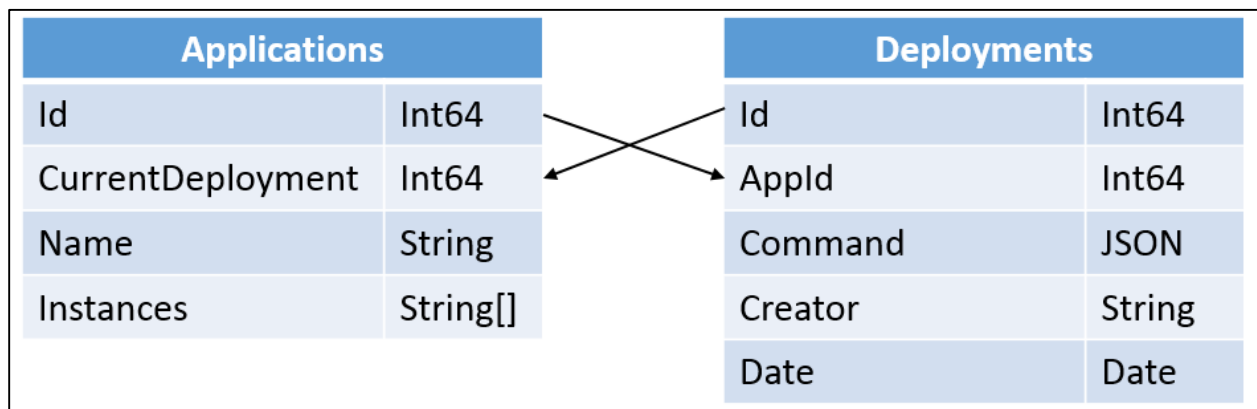 Applications
Id Int64
CurrentDeployment Int64
Name String
Instances String[]
Deployments
Id Int64
AppId Int64
Command JSON
Creator String
Date Date